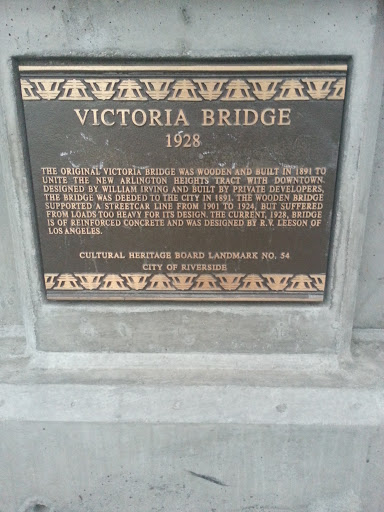 VICTORIA BRIDGE
1928
THE ORIGINAL VICTORIA BRIDGE WAS WOODEN AND BUILT IN 1891 TO
UNITE THE NEW ARLINGTON HEIGHTS TRACT WITH DOWNTOWN.
DESIGNED BY WILLIAM IRVING AND BUILT BY PRIVATE DEVELOPERS,
THE BRIDGE WAS DEEDED TO THE CITY IN 1891. THE WOODEN BRIDGE
SUPPORTED A STREETCAR LINE FROM 1901 TO 1924, BUT SUFFERED
FROM LOADS TOO HEAVY FOR ITS DESIGN. THE CURRENT, 1928, BRIDGE
IS OF REINFORCED CONCRETE AND WAS DESIGNED BY R.V. LEESON OF
LOS ANGELES.
CULTURAL HERITAGE BOARD LANDMARK NO. 54
CITY OF RIVERSIDE